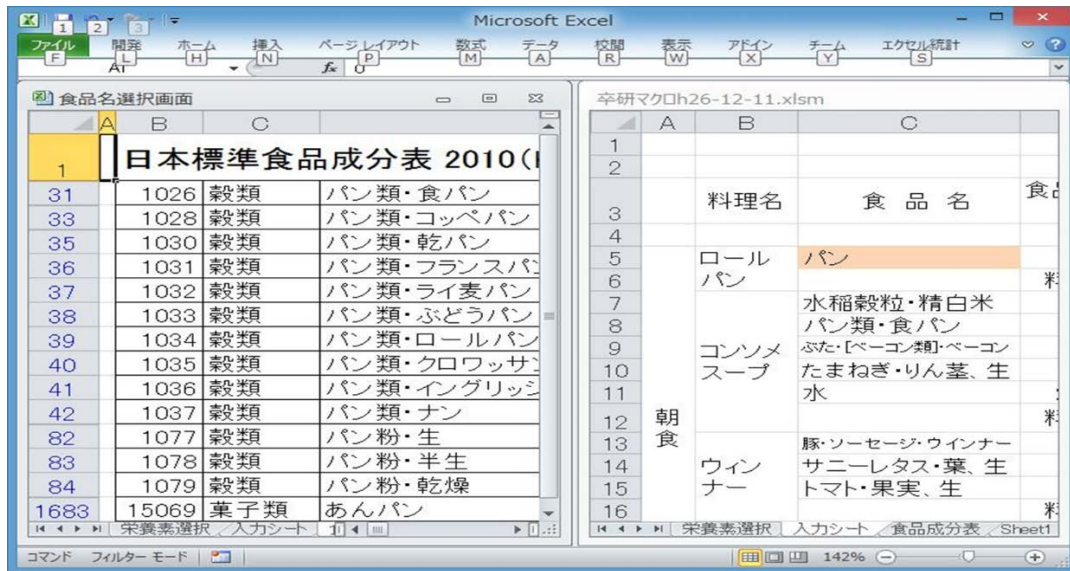 Microsoft Excel
1 2 3
ファイル 開発 ホーム 挿入 ページ レイアウト 数式 データ 校閲 表示 アドイン チーム エクセル統計
F L H N P M A R W X Y S
A1 fx 0
食品名選択画面
A B C
1 日本標準食品成分表 2010(
31 1026 穀類 パン類・食パン
33 1028 穀類 パン類・コッペパン
35 1030 穀類 パン類・乾パン
36 1031 穀類 パン類・フランスパ
37 1032 穀類 パン類・ライ麦パン
38 1033 穀類 パン類・ぶどうパン
39 1034 穀類 パン類・ロールパン
40 1035 穀類 パン類・クロワッサ
41 1036 穀類 パン類・イングリッシ
42 1037 穀類 パン類・ナン
82 1077 穀類 パン粉・生
83 1078 穀類 パン粉・半生
84 1079 穀類 パン粉・乾燥
1683 15069 菓子類 あんパン
栄養素選択 入力シート
卒研マクロh26-12-11.xlsm
A B C
1
2
3 料理名 食 品 名 食
4
5 ロール パン
6 パン
7 水稲穀粒・精白米
8 パン類・食パン
9 コンソメ ぶた・[ベーコン類]・ベーコン
10 スープ たまねぎ・りん茎、生
11 水
12 朝
13 食 豚・ソーセージ・ウインナー
14 ウィン サニーレタス・葉、生
15 ナー トマト・果実、生
16
栄養素選択 入力シート 食品成分表 Sheet1
コマンド フィルター モード 142%